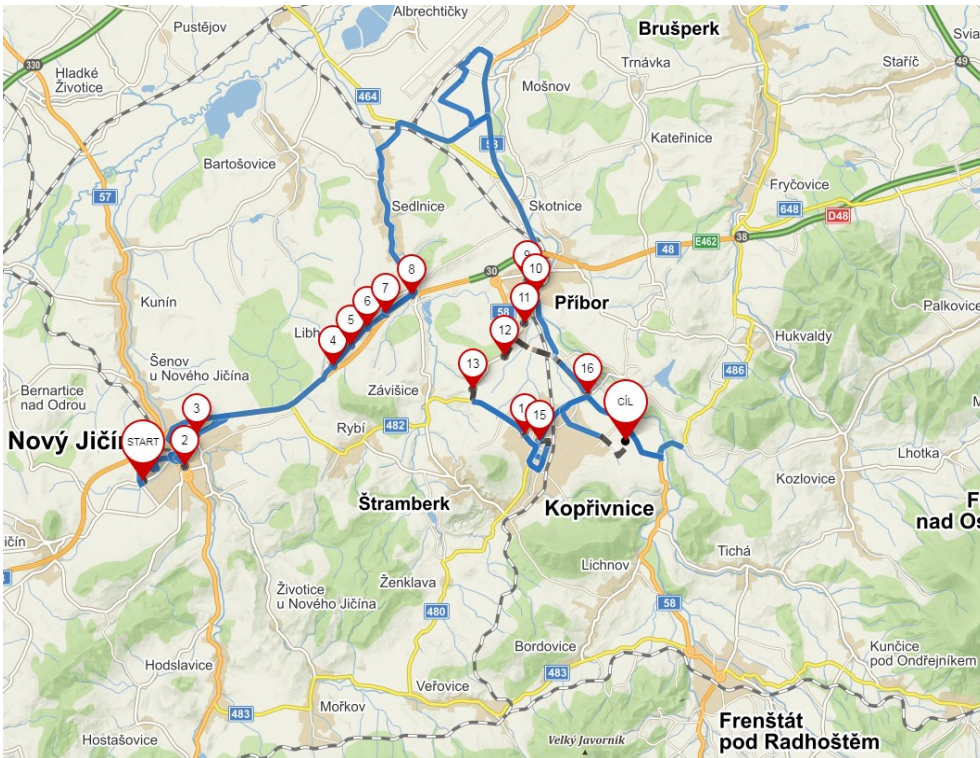 Albrechtičky
Pustějov
Brušperk
330
Hladké
Životice
Trnávka
Staříč
49
464
Mošnov
58
Kateřinice
Bartošovice
57
Sedlnice
Skotnice
Fryčovice
648
D48
E462
38
48
9
30
10
8
Kunín
7
11
Příbor
Palkovice
6
58
5
Libh
4
12
Hukvaldy
Šenov
u Nového Jičína
13
16
486
Bernartice
nad Odrou
Závišice
CÍL
3
Rybí
482
1
15
Nový Jičín
START
2
Lhotka
Kozlovice
Štramberk
Kopřivnice
nad Os
Tichá
Lichnov
Ženklava
Životice
u Nového Jičína
480
58
Bordovice
Kunčice
pod Ondřejníkem
Hodslavice
483
Veřovice
483
Mořkov
Hostašovice
Frenštát
pod Radhoštěm
Velký Javorník